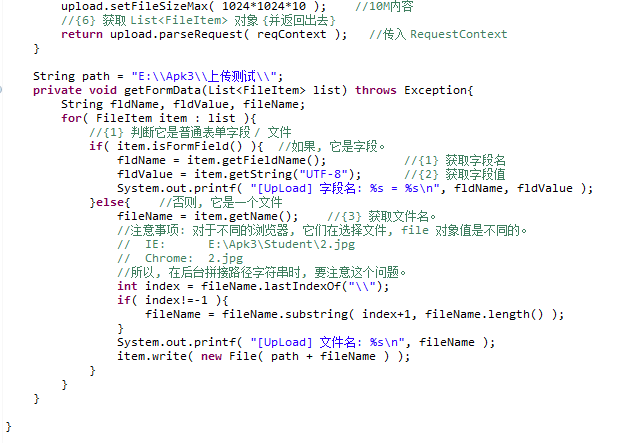 upload.setFileSizeMax( 1024*1024*10 );    //10M内容
//{6} 获取 List<FileItem> 对象 {并返回出去}
return upload.parseRequest( reqContext );   //传入 RequestContext
}
String path = "E:\\Apk3\\上传测试\\";
private void getFormData(List<FileItem> list) throws Exception{
String fldName, fldValue, fileName;
for( FileItem item : list ){
//{1} 判断它是普通表单字段 / 文件
if( item.isFormField() ){  //如果, 它是字段。
fldName = item.getFieldName();          //{1} 获取字段名
fldValue = item.getString("UTF-8");      //{2} 获取字段值
System.out.printf( "[UpLoad] 字段名: %s = %s\n", fldName, fldValue );
}else{    //否则, 它是一个文件
fileName = item.getName();    //{3} 获取文件名。
//注意事项: 对于不同的浏览器, 它们在选择文件, file 对象值是不同的。
//  IE:      E:\Apk3\Student\2.jpg
//  Chrome:  2.jpg
//所以, 在后台拼接路径字符串时, 要注意这个问题。
int index = fileName.lastIndexOf("\\");
if( index!=-1 ){
fileName = fileName.substring( index+1, fileName.length() );
}
System.out.printf( "[UpLoad] 文件名: %s\n", fileName );
item.write( new File( path + fileName ) );
}
}
}
}